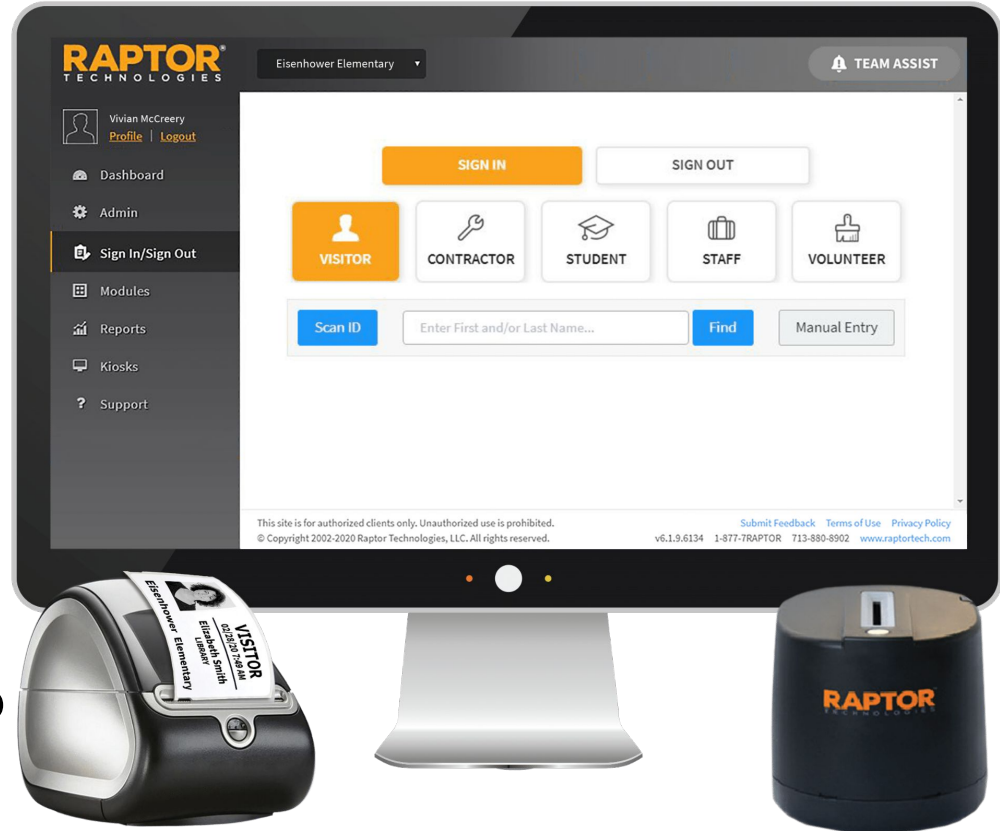 RAPTOR®
TECHNOLOGIES
Eisenhower Elementary
TEAM ASSIST
Vivian McCreery
Profile | Logout
Dashboard
Admin
Sign In/Sign Out
Modules
Reports
Kiosks
? Support
SIGN IN SIGN OUT
VISITOR CONTRACTOR STUDENT STAFF VOLUNTEER
Scan ID Enter First and/or Last Name... Find Manual Entry
This site is for authorized clients only. Unauthorized use is prohibited.
© Copyright 2002-2020 Raptor Technologies, LLC. All rights reserved.
Submit Feedback Terms of Use Privacy Policy
v6.1.9.6134 1-877-7RAPTOR 713-880-8902 www.raptortech.com
VISITOR
02/28/20 7:49 AM
Elizabeth Smith
LIBRARY
Eisenhower Elementary
RAPTOR
TECHNOLOGIES